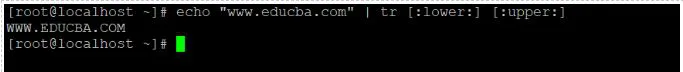 [root@localhost ~]# echo "www.educba.com" | tr [:lower:] [:upper:]
WWW.EDUCBA.COM
[root@localhost ~]#